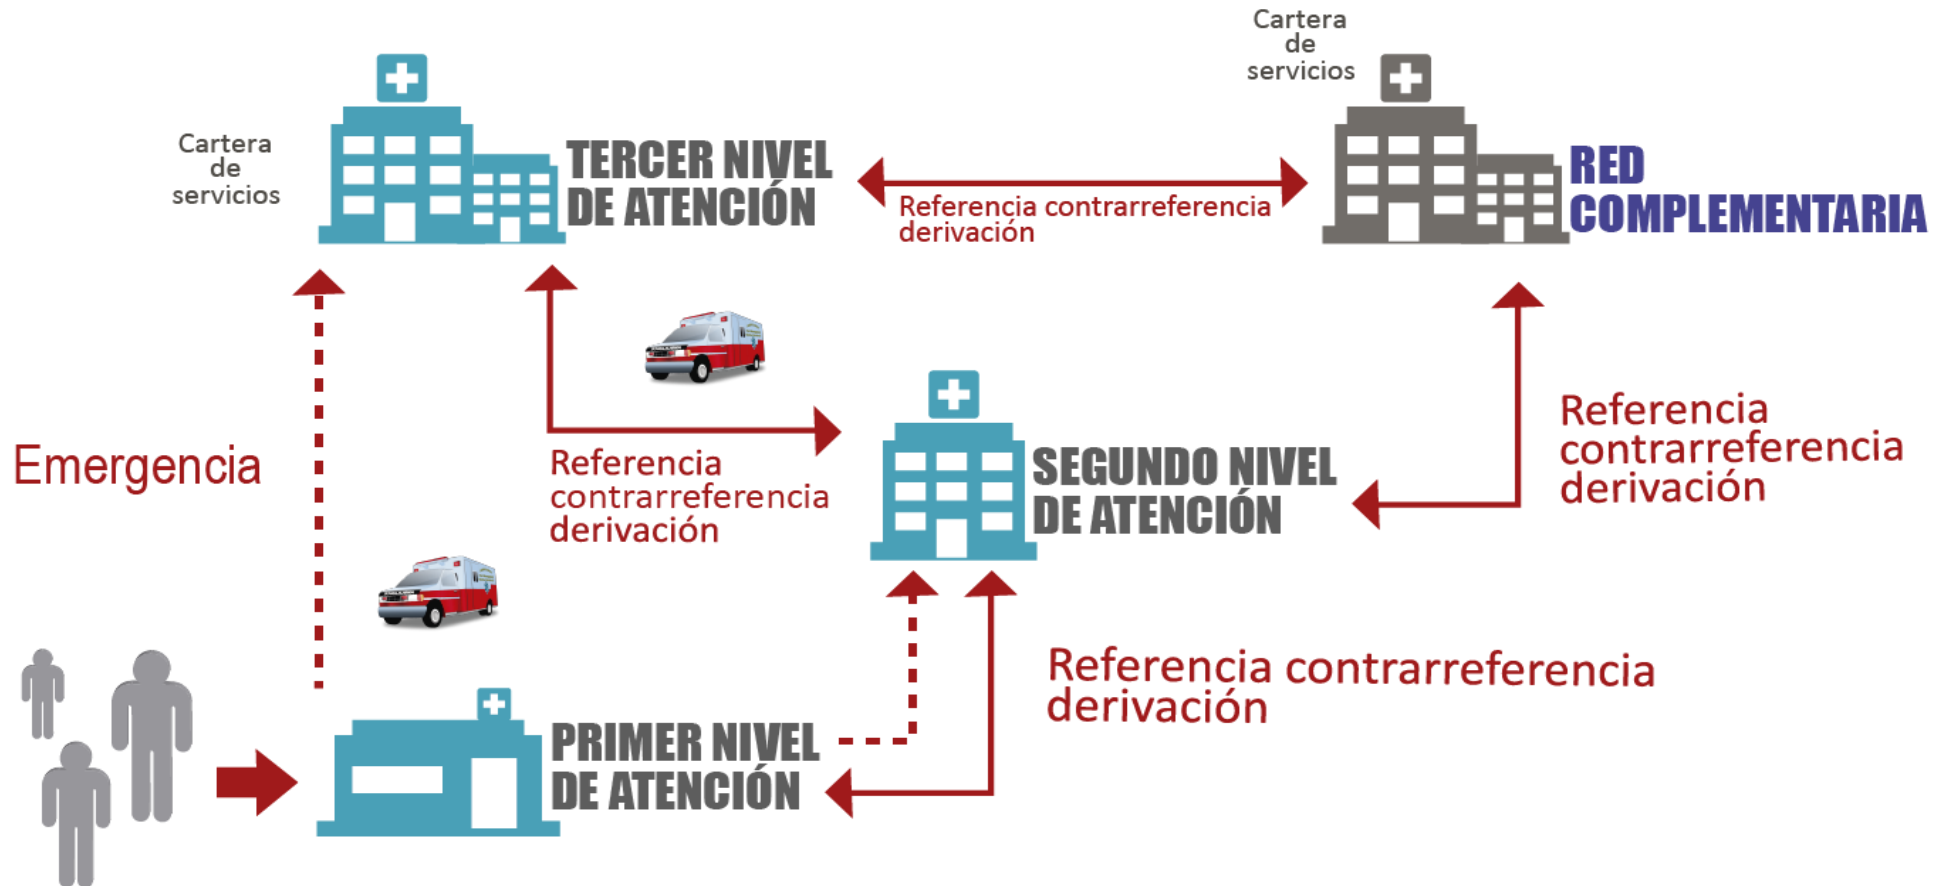 Cartera
de
servicios
Cartera
de
servicios
TERCER NIVEL
DE ATENCIÓN
RED
COMPLEMENTARIA
Referencia contrarreferencia
derivación
Emergencia
Referencia
contrarreferencia
derivación
SEGUNDO NIVEL
DE ATENCIÓN
Referencia
contrarreferencia
derivación
Referencia contrarreferencia
derivación
PRIMER NIVEL
DE ATENCIÓN